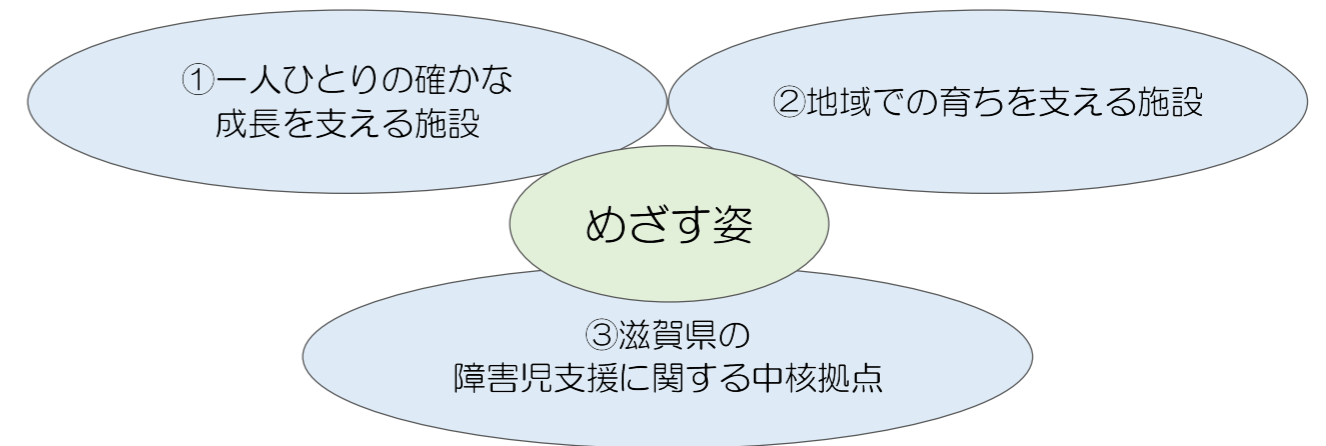 ①一人ひとりの確かな
成長を支える施設
②地域での育ちを支える施設
めざす姿
③滋賀県の
障害児支援に関する中核拠点